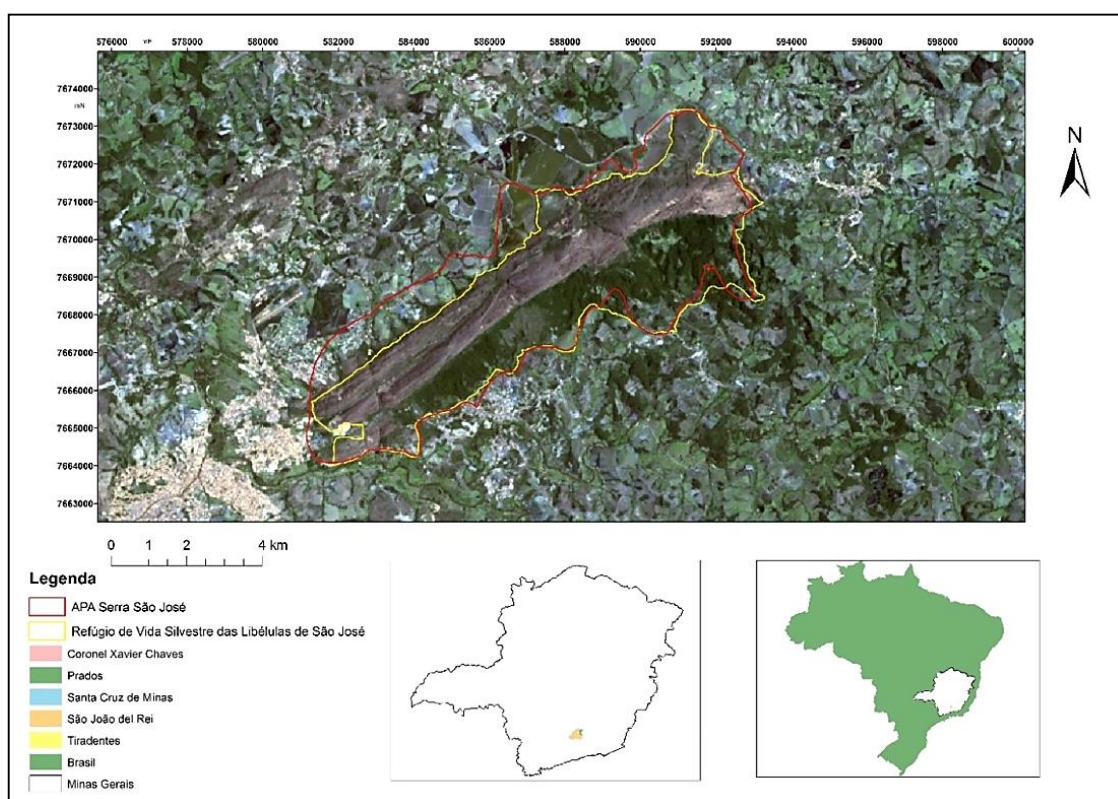 576000 578000 580000 582000 584000 586000 588000 590000 592000 594000 596000 598000 600000
7674000
mN
7673000
7672000
7671000
7670000
7669000
7668000
7667000
7666000
7665000
7664000
7663000
N
0 1 2 4 km
Legenda
APA Serra São José
Refúgio de Vida Silvestre das Libélulas de São José
Coronel Xavier Chaves
Prados
Santa Cruz de Minas
São João del Rei
Tiradentes
Brasil
Minas Gerais